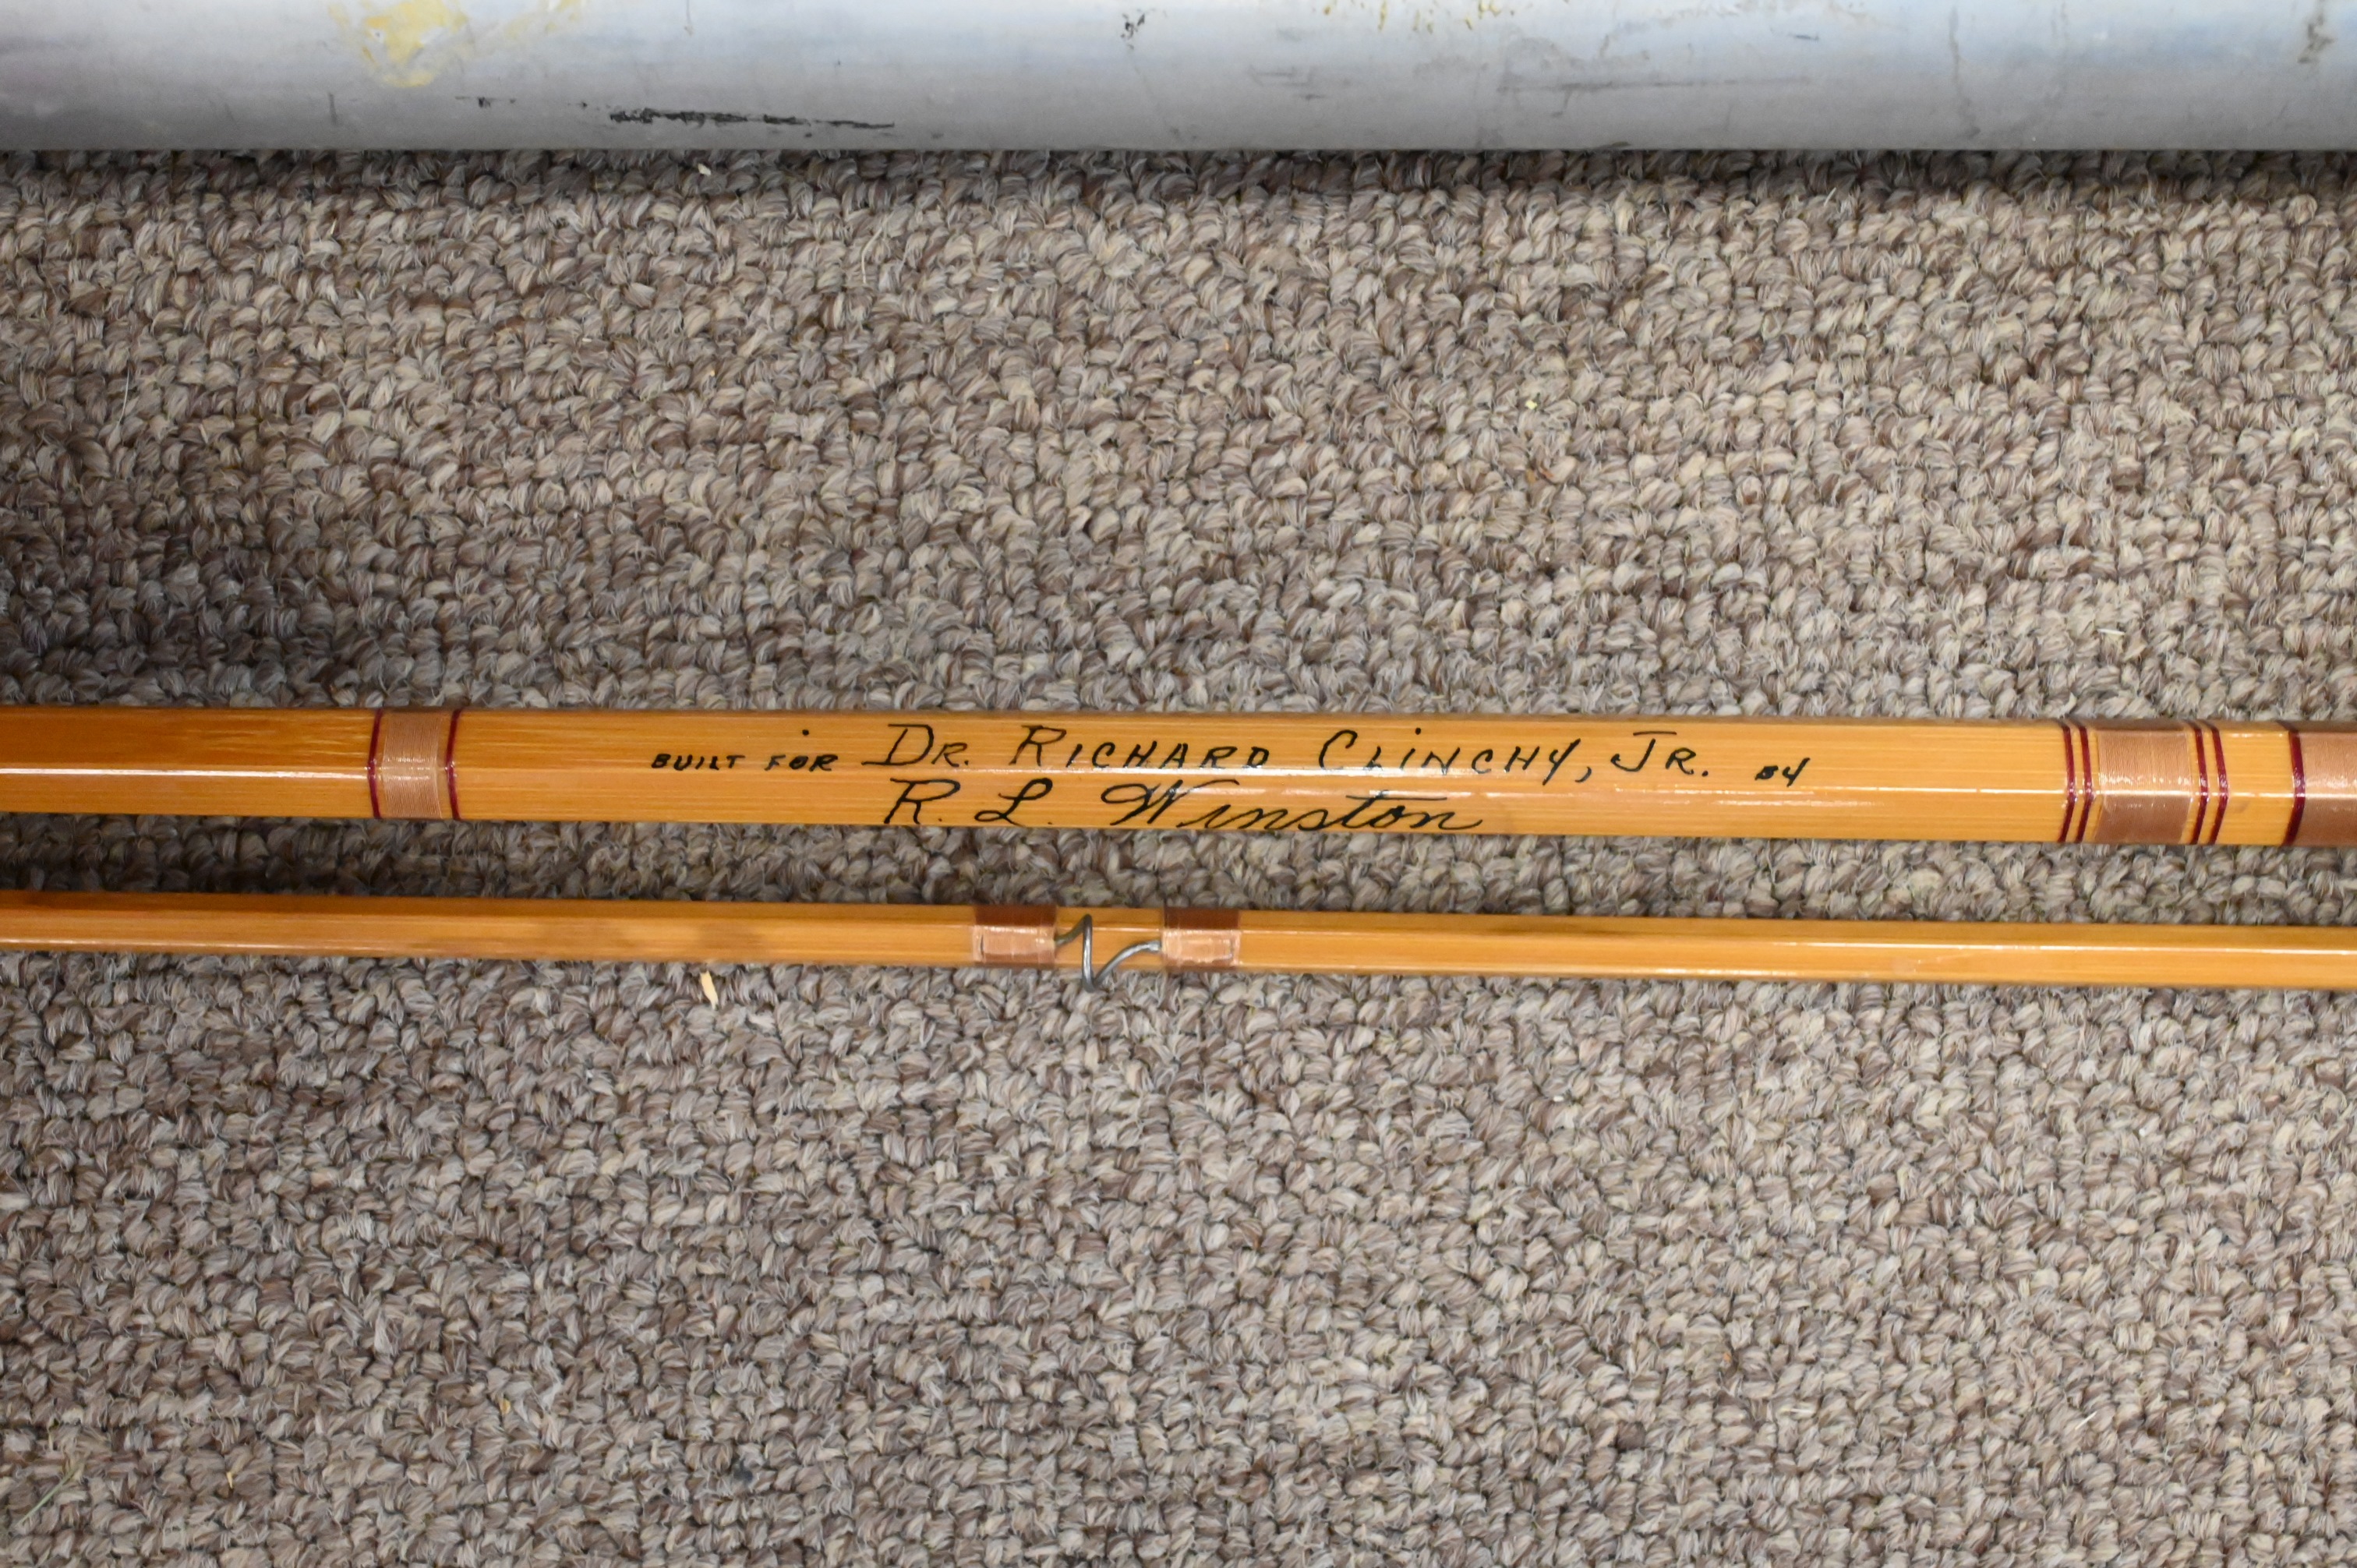 BUILT FOR DR. RICHARD CLINCHY, JR. BY
R. L. Winston